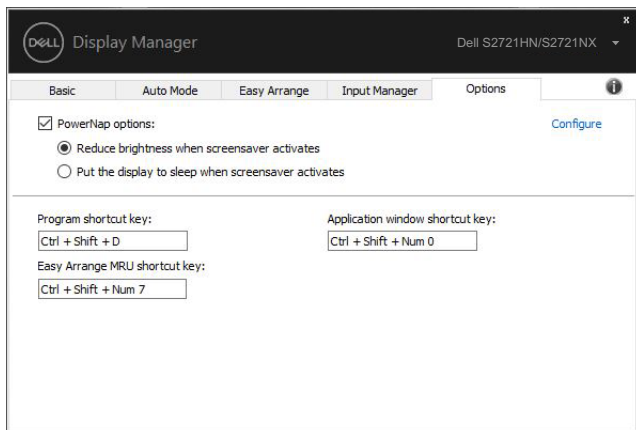 x
DELL Display Manager Dell S2721HN/S2721NX
Basic Auto Mode Easy Arrange Input Manager Options
PowerNap options: Configure
Reduce brightness when screensaver activates
Put the display to sleep when screensaver activates
Program shortcut key: Application window shortcut key:
Ctrl + Shift + D Ctrl + Shift + Num 0
Easy Arrange MRU shortcut key:
Ctrl + Shift + Num 7